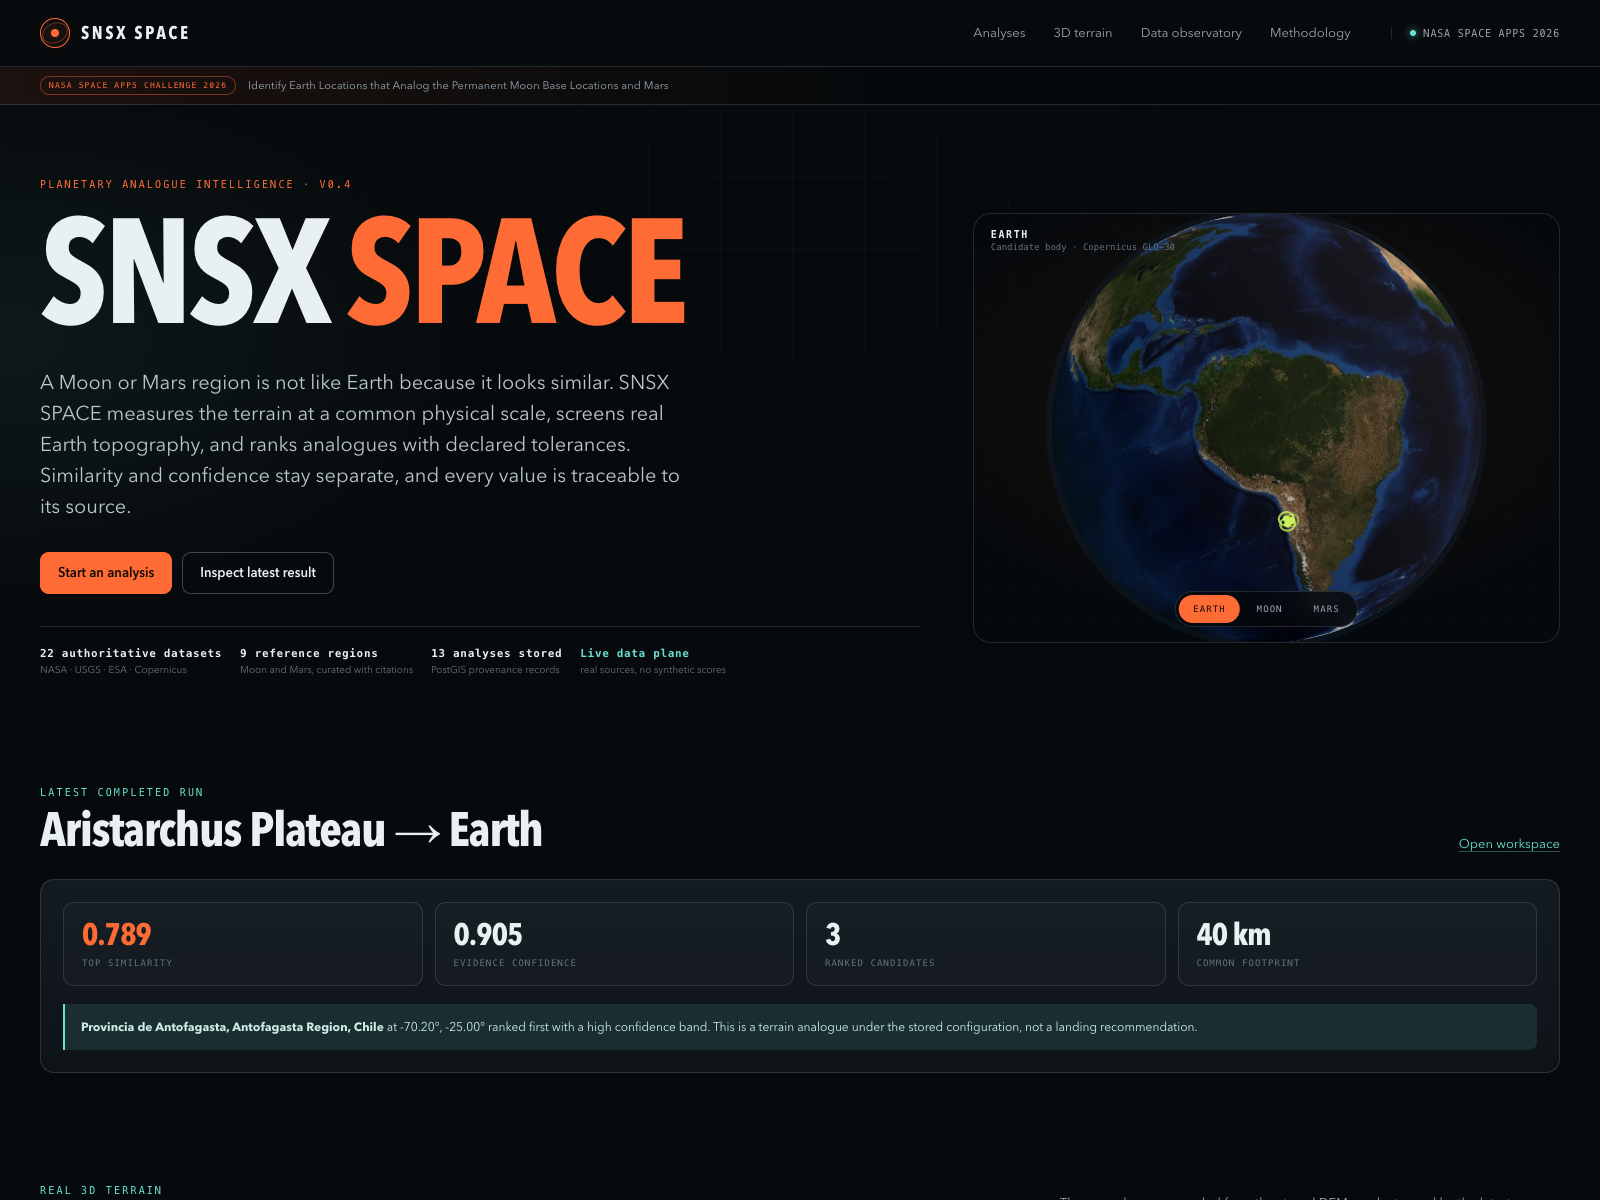 SNSX SPACE
Analyses
3D terrain
Data observatory
Methodology
NASA SPACE APPS 2026
NASA SPACE APPS CHALLENGE 2026
Identify Earth Locations that Analog the Permanent Moon Base Locations and Mars
PLANETARY ANALOGUE INTELLIGENCE · V0.4
SNSX SPACE
A Moon or Mars region is not like Earth because it looks similar. SNSX
SPACE measures the terrain at a common physical scale, screens real
Earth topography, and ranks analogues with declared tolerances.
Similarity and confidence stay separate, and every value is traceable to
its source.
Start an analysis
Inspect latest result
22 authoritative datasets
NASA · USGS · ESA · Copernicus
9 reference regions
Moon and Mars, curated with citations
13 analyses stored
PostGIS provenance records
Live data plane
real sources, no synthetic scores
EARTH
Candidate body · Copernicus GLO-30
EARTH
MOON
MARS
LATEST COMPLETED RUN
Aristarchus Plateau → Earth
Open workspace
0.789
TOP SIMILARITY
0.905
EVIDENCE CONFIDENCE
3
RANKED CANDIDATES
40 km
COMMON FOOTPRINT
Provincia de Antofagasta, Antofagasta Region, Chile at -70.20°, -25.00° ranked first with a high confidence band. This is a terrain analogue under the stored configuration, not a landing recommendation.
REAL 3D TERRAIN